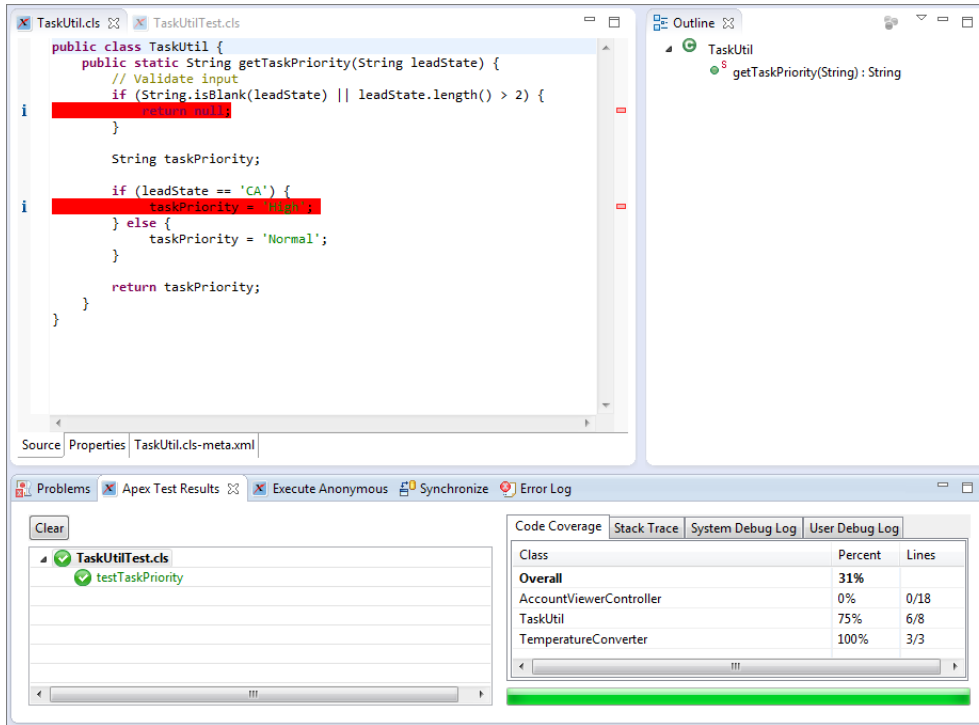 TaskUtil.cls TaskUtilTest.cls
public class TaskUtil {
public static String getTaskPriority(String leadState) {
// Validate input
if (String.isBlank(leadState) || leadState.length() > 2) {
return null;
}
String taskPriority;
if (leadState == 'CA') {
taskPriority = 'High';
} else {
taskPriority = 'Normal';
}
return taskPriority;
}
}
Source Properties TaskUtil.cls-meta.xml
Outline
TaskUtil
getTaskPriority(String) : String
Problems Apex Test Results Execute Anonymous Synchronize Error Log
Clear
TaskUtilTest.cls
testTaskPriority
Code Coverage Stack Trace System Debug Log User Debug Log
Class Percent Lines
Overall 31%
AccountViewerController 0% 0/18
TaskUtil 75% 6/8
TemperatureConverter 100% 3/3